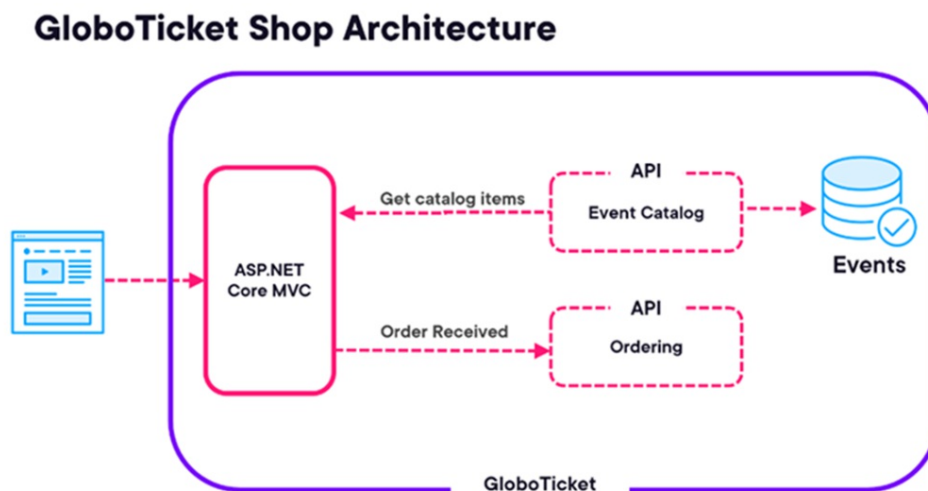 GloboTicket Shop Architecture
API
Get catalog items
Event Catalog
Events
ASP.NET
Core MVC
API
Order Received
Ordering
GloboTicket